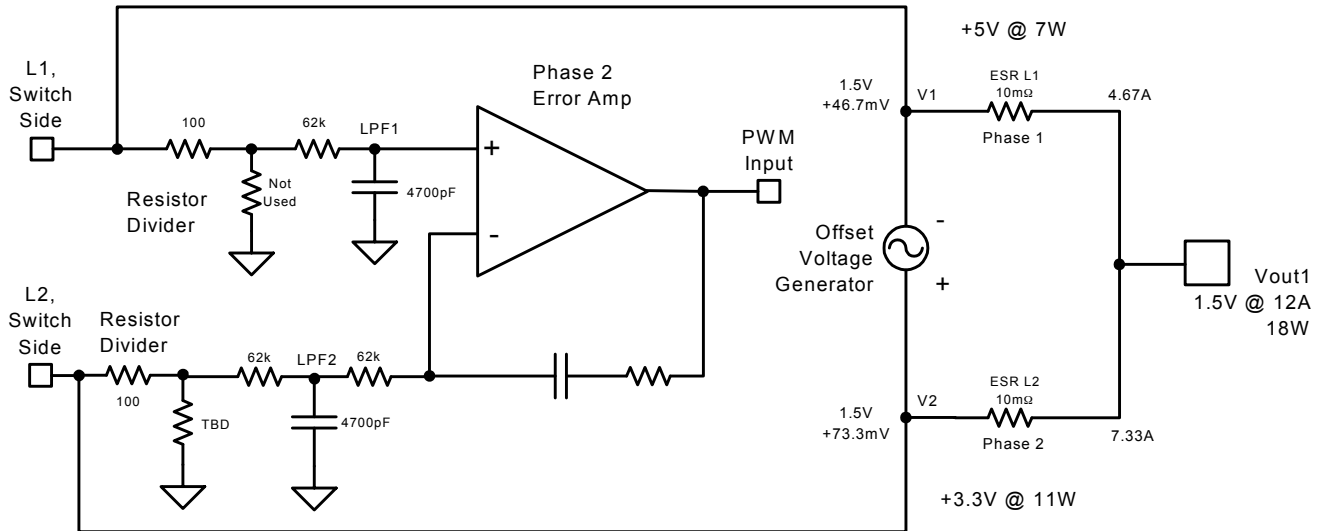 +5V @ 7W
L1,
Switch
Side
Phase 2
Error Amp
1.5V
+46.7mV
V1
ESR L1
10mΩ
Phase 1
4.67A
100
62k
LPF1
+
4700pF
Not
Used
Resistor
Divider
PWM
Input
-
Offset
Voltage
Generator
-
+
Vout1
1.5V @ 12A
18W
L2,
Switch
Side
Resistor
Divider
100
62k
LPF2
62k
TBD
4700pF
1.5V
+73.3mV
V2
ESR L2
10mΩ
Phase 2
7.33A
+3.3V @ 11W